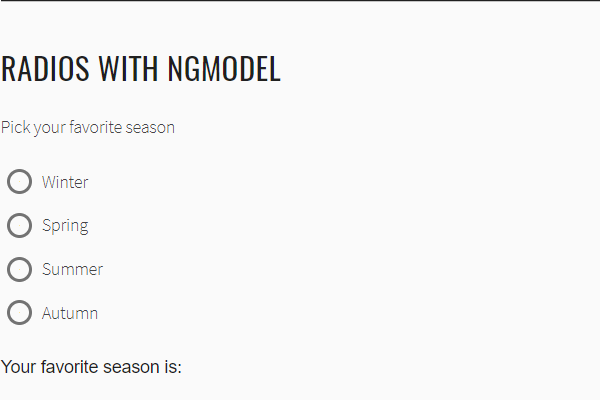 RADIOS WITH NGMODEL
Pick your favorite season
Winter
Spring
Summer
Autumn
Your favorite season is: